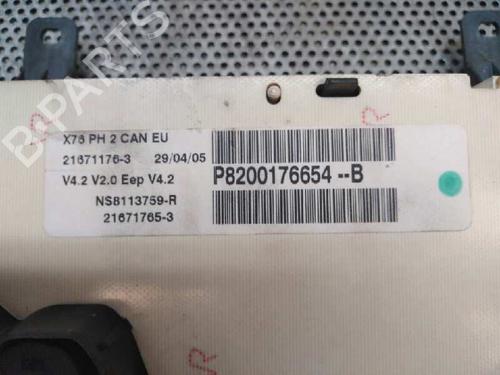 X76 PH 2 CAN EU
21671176-3 29/04/05
V4.2 V2.0 Eep V4.2
P8200176654 --B
NS8113759-R
21671765-3
B-PARTS